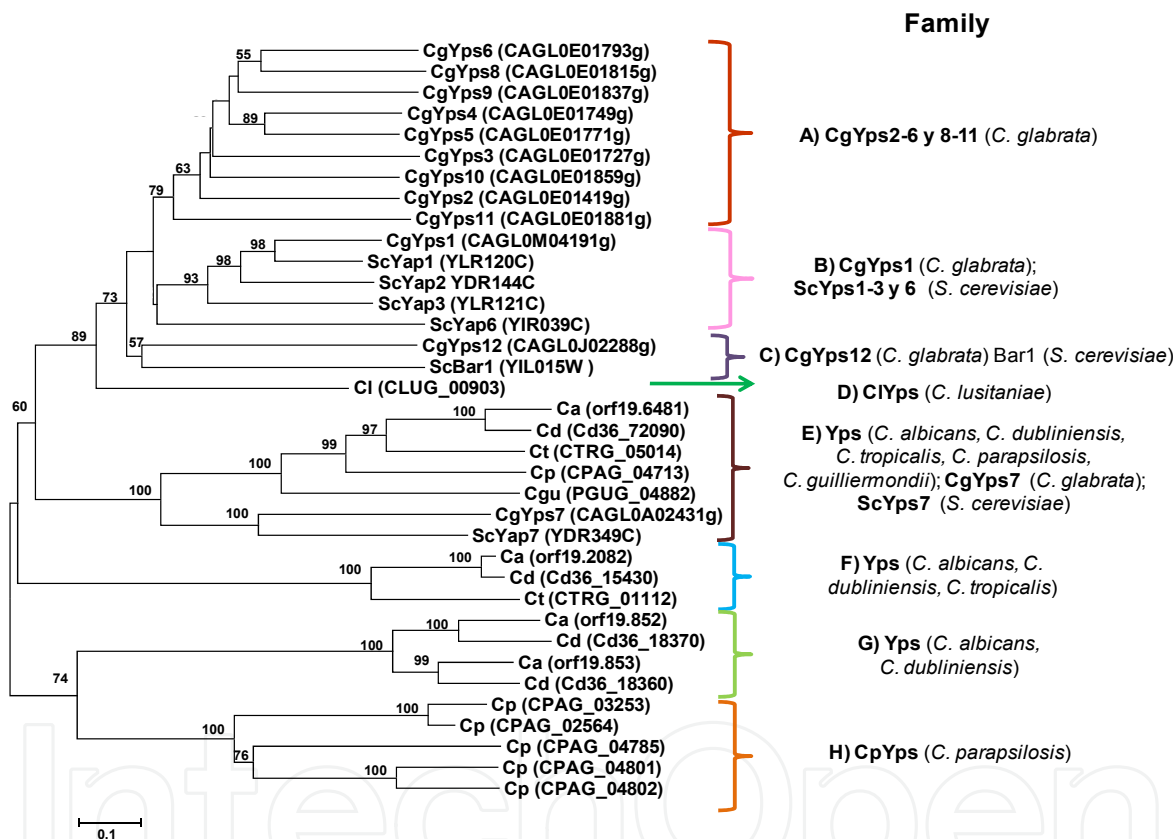 Family
55
CgYps6 (CAGL0E01793g)
CgYps8 (CAGL0E01815g)
CgYps9 (CAGL0E01837g)
89
CgYps4 (CAGL0E01749g)
CgYps5 (CAGL0E01771g)
CgYps3 (CAGL0E01727g)
63
CgYps10 (CAGL0E01859g)
79
CgYps2 (CAGL0E01419g)
CgYps11 (CAGL0E01881g)
A) CgYps2-6 y 8-11 (C. glabrata)
98
CgYps1 (CAGL0M04191g)
98
ScYap1 (YLR120C)
93
ScYap2 YDR144C
ScYap3 (YLR121C)
73
ScYap6 (YIR039C)
B) CgYps1 (C. glabrata);
ScYps1-3 y 6 (S. cerevisiae)
89
57
CgYps12 (CAGL0J02288g)
ScBar1 (YIL015W )
C) CgYps12 (C. glabrata) Bar1 (S. cerevisiae)
Cl (CLUG_00903)
D) ClYps (C. lusitaniae)
60
100
Ca (orf19.6481)
97
Cd (Cd36_72090)
99
Ct (CTRG_05014)
100
Cp (CPAG_04713)
100
Cgu (PGUG_04882)
100
CgYps7 (CAGL0A02431g)
ScYap7 (YDR349C)
E) Yps (C. albicans, C. dubliniensis,
C. tropicalis, C. parapsilosis,
C. guilliermondii); CgYps7 (C. glabrata);
ScYps7 (S. cerevisiae)
100
100
Ca (orf19.2082)
Cd (Cd36_15430)
Ct (CTRG_01112)
F) Yps (C. albicans, C.
dubliniensis, C. tropicalis)
100
100
Ca (orf19.852)
Cd (Cd36_18370)
99
Ca (orf19.853)
Cd (Cd36_18360)
G) Yps (C. albicans,
C. dubliniensis)
74
100
100
Cp (CPAG_03253)
Cp (CPAG_02564)
76
Cp (CPAG_04785)
100
Cp (CPAG_04801)
Cp (CPAG_04802)
H) CpYps (C. parapsilosis)
0.1
IntechOpen